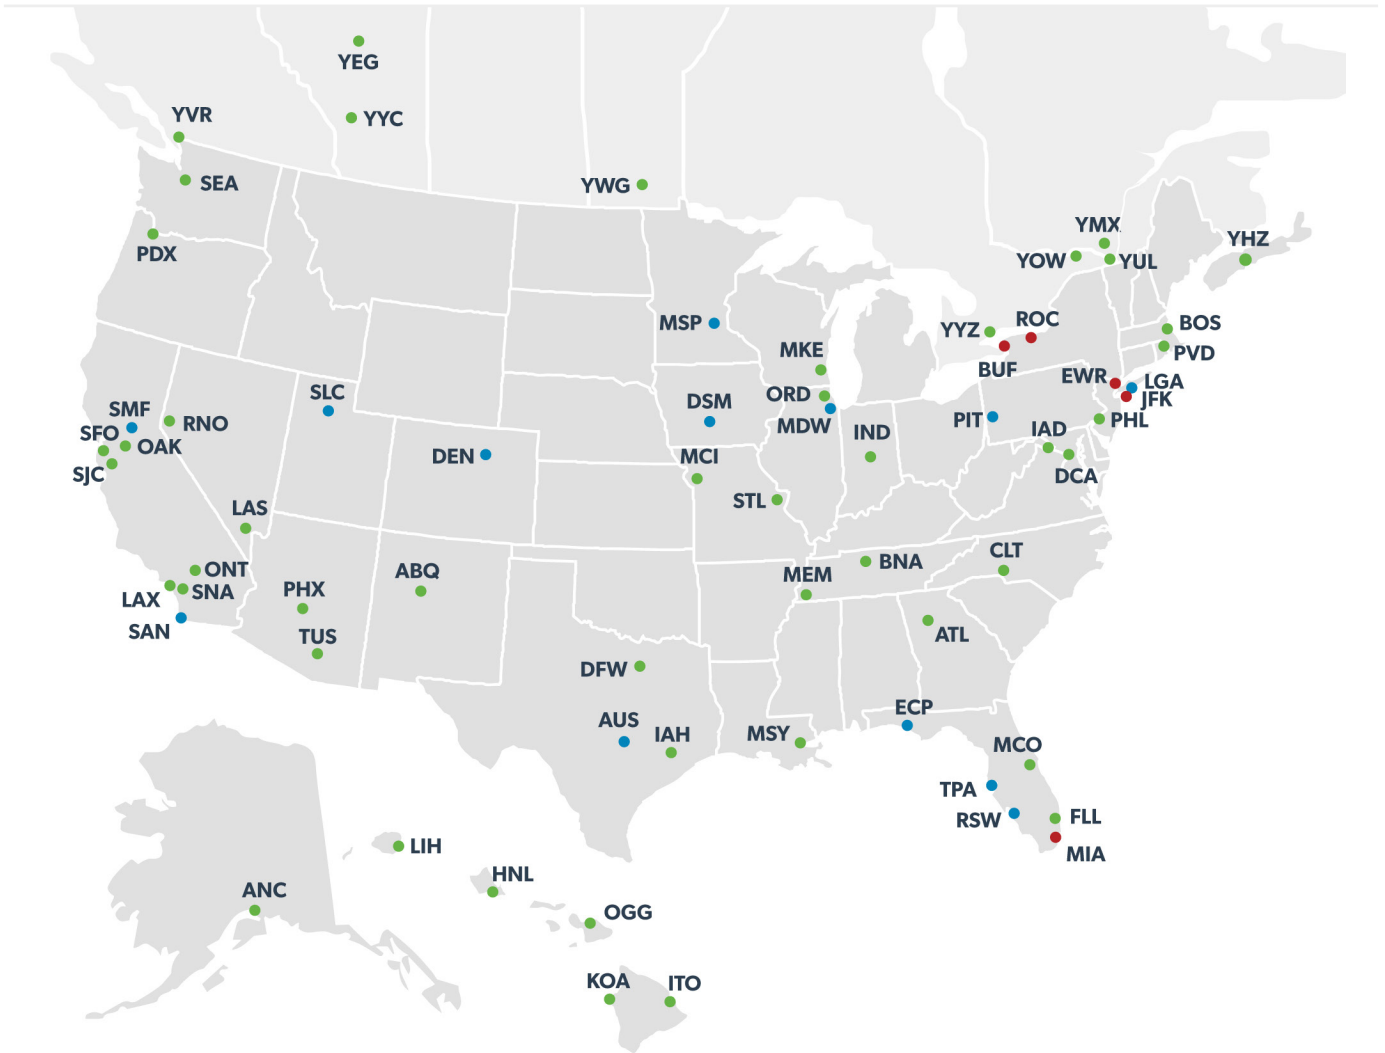 YEG
YVR
YYC
SEA
YWG
PDX
YMX
YHZ
YOW
YUL
MSP
YYZ
ROC
BOS
MKE
PVD
BUF
EWR
LGA
SLC
ORD
JFK
DSM
SMF
RNO
MDW
PIT
PHL
SFO
OAK
IND
IAD
DEN
MCI
SJC
DCA
STL
LAS
CLT
BNA
ONT
ABQ
MEM
PHX
SNA
LAX
SAN
TUS
ATL
DFW
ECP
AUS
IAH
MSY
MCO
TPA
RSW
FLL
LIH
MIA
HNL
ANC
OGG
KOA
ITO